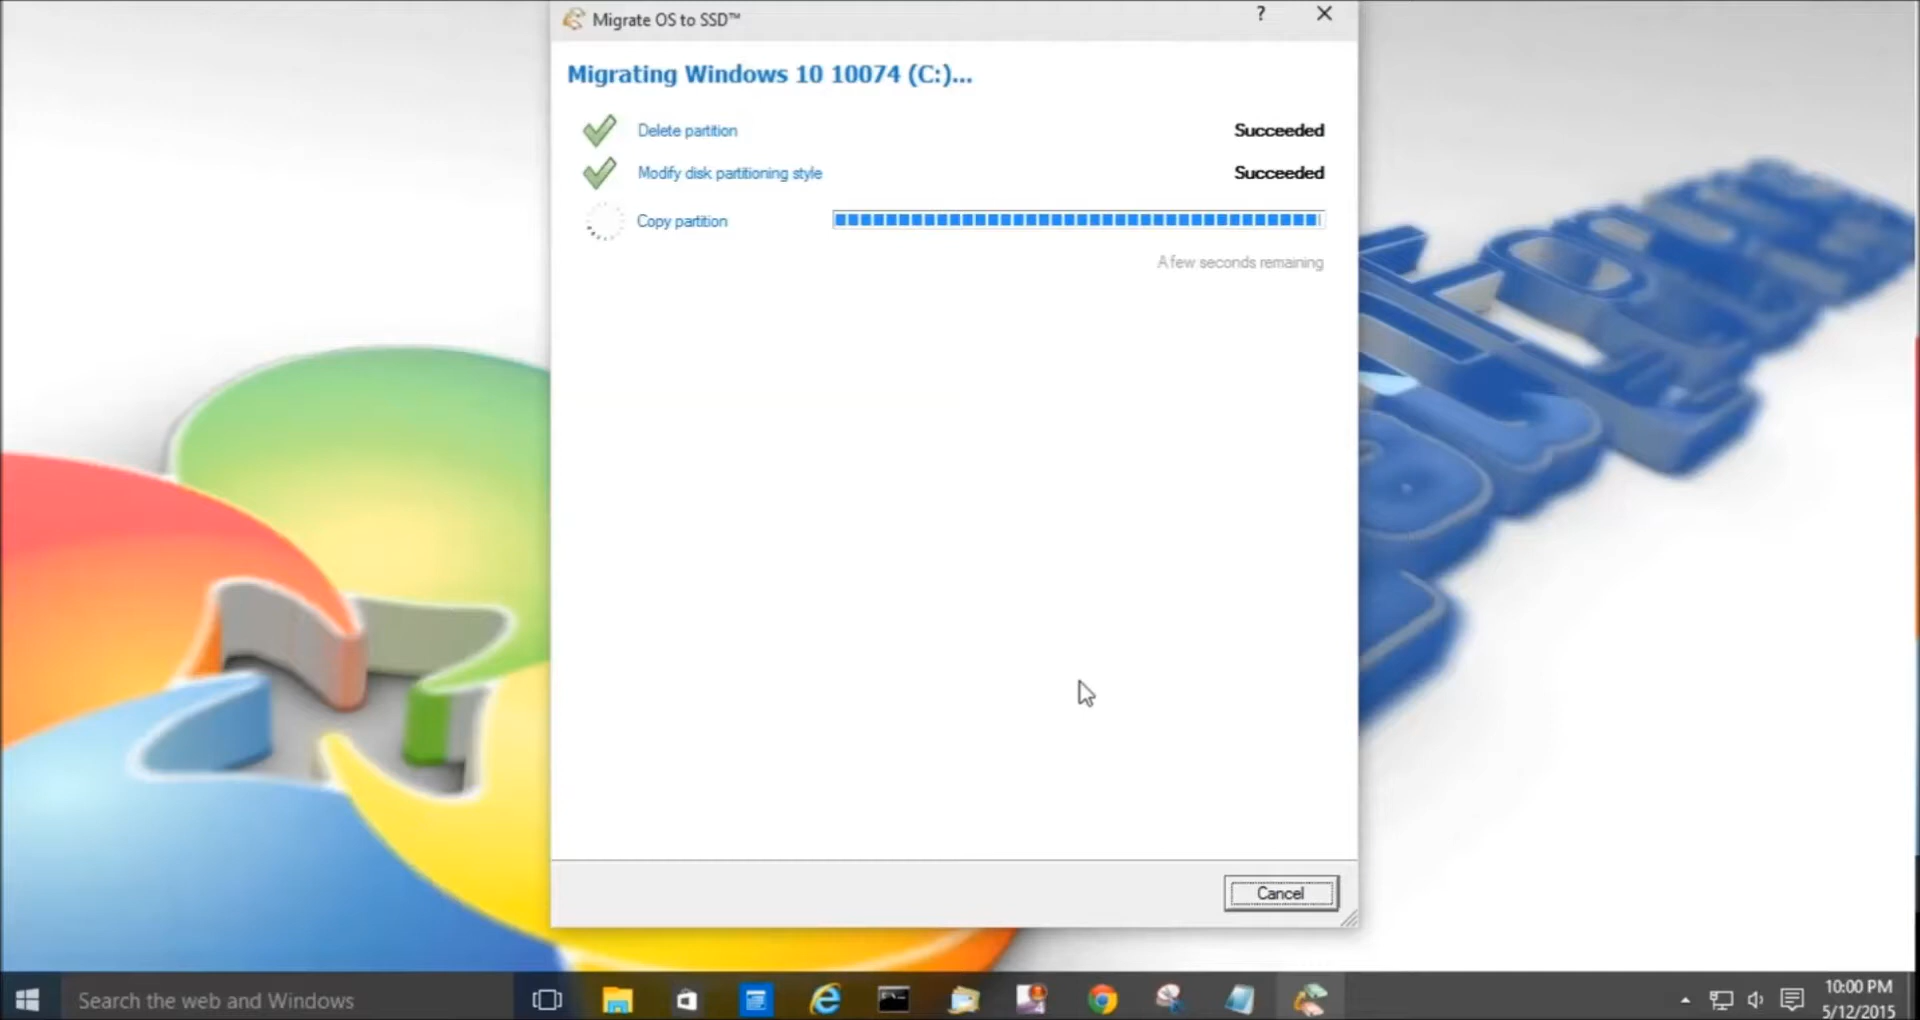 Migrate OS to SSD™
?
Migrating Windows 10 10074 (C:)...
Delete partition Succeeded
Modify disk partitioning style Succeeded
Copy partition
A few seconds remaining
Cancel
Search the web and Windows
10:00 PM
5/12/2015